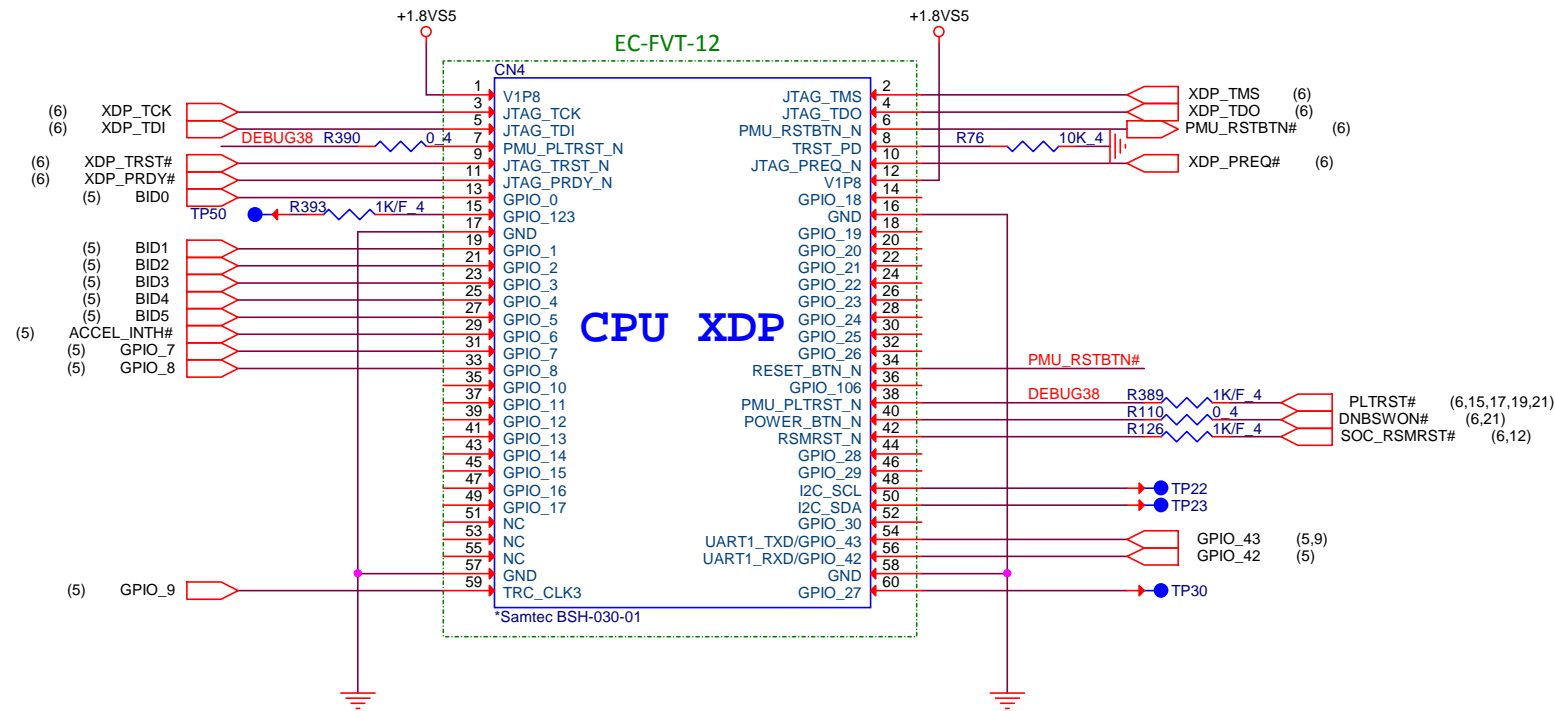 +1.8VS5 +1.8VS5
EC-FVT-12
CN4
1 V1P8 JTAG_TMS 2 XDP_TMS (6)
(6) XDP_TCK 3 JTAG_TCK JTAG_TDO 4 XDP_TDO (6)
(6) XDP_TDI 5 JTAG_TDI PMU_RSTBTN_N 6 PMU_RSTBTN# (6)
DEBUG38 R390 0_4 7 PMU_PLTRST_N TRST_PD 8 R76 10K_4
(6) XDP_TRST# 9 JTAG_TRST_N JTAG_PREQ_N 10 XDP_PREQ# (6)
(6) XDP_PRDY# 11 JTAG_PRDY_N V1P8 12
(5) BID0 13 GPIO_0 GPIO_18 14
TP50 R393 1K/F_4 15 GPIO_123 GND 16
17 GND GPIO_19 18
(5) BID1 19 GPIO_1 GPIO_20 20
(5) BID2 21 GPIO_2 GPIO_21 22
(5) BID3 23 GPIO_3 GPIO_22 24
(5) BID4 25 GPIO_4 GPIO_23 26
(5) BID5 27 GPIO_5 GPIO_24 28
(5) ACCEL_INTH# 29 GPIO_6 GPIO_25 30
CPU XDP
(5) GPIO_7 31 GPIO_7 GPIO_26 32
(5) GPIO_8 33 GPIO_8 RESET_BTN_N 34 PMU_RSTBTN#
35 GPIO_10 GPIO_106 36
37 GPIO_11 PMU_PLTRST_N 38 DEBUG38 R389 1K/F_4 PLTRST# (6,15,17,19,21)
39 GPIO_12 POWER_BTN_N 40 R110 0_4 DNBSWON# (6,21)
41 GPIO_13 RSMRST_N 42 R126 1K/F_4 SOC_RSMRST# (6,12)
43 GPIO_14 GPIO_28 44
45 GPIO_15 GPIO_29 46
47 GPIO_16 I2C_SCL 48 TP22
49 GPIO_17 I2C_SDA 50 TP23
51 NC GPIO_30 52
53 NC UART1_TXD/GPIO_43 54 GPIO_43 (5,9)
55 NC UART1_RXD/GPIO_42 56 GPIO_42 (5)
57 GND GND 58
(5) GPIO_9 59 TRC_CLK3 GPIO_27 60 TP30
*Samtec BSH-030-01